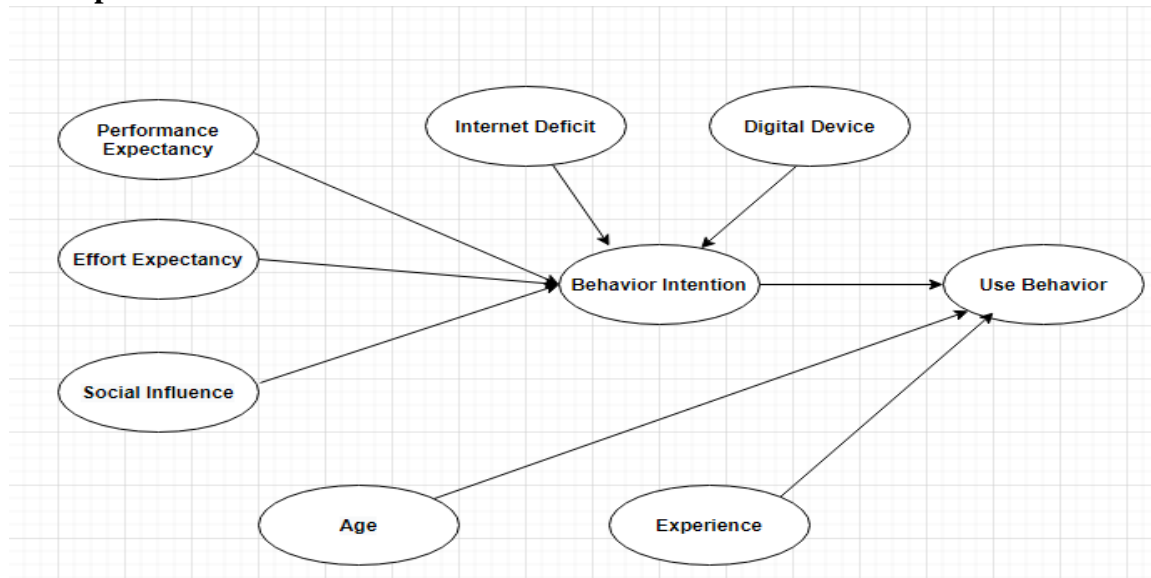 Performance
Expectancy
Internet Deficit
Digital Device
Effort Expectancy
Behavior Intention
Use Behavior
Social Influence
Age
Experience